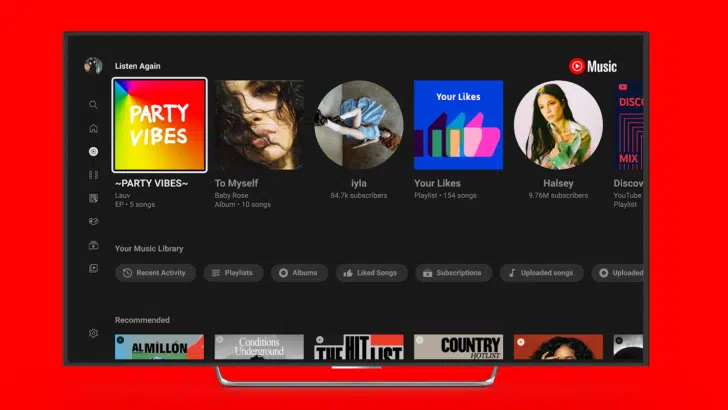 Listen Again
Music
PARTY
VIBES
Your Likes
DISCO
MIX
~PARTY VIBES~
Lauv
EP • 5 songs
To Myself
Baby Rose
Album • 10 songs
iyla
84.7k subscribers
Your Likes
Playlist • 154 songs
Halsey
9.76M subscribers
Discov
YouTube
Playlist
Your Music Library
Recent Activity
Playlists
Albums
Liked Songs
Subscriptions
Uploaded songs
Uploaded
Recommended
AL MILLÓN
Conditions
Underground
THE HIT LIST
COUNTRY
HOTLIST